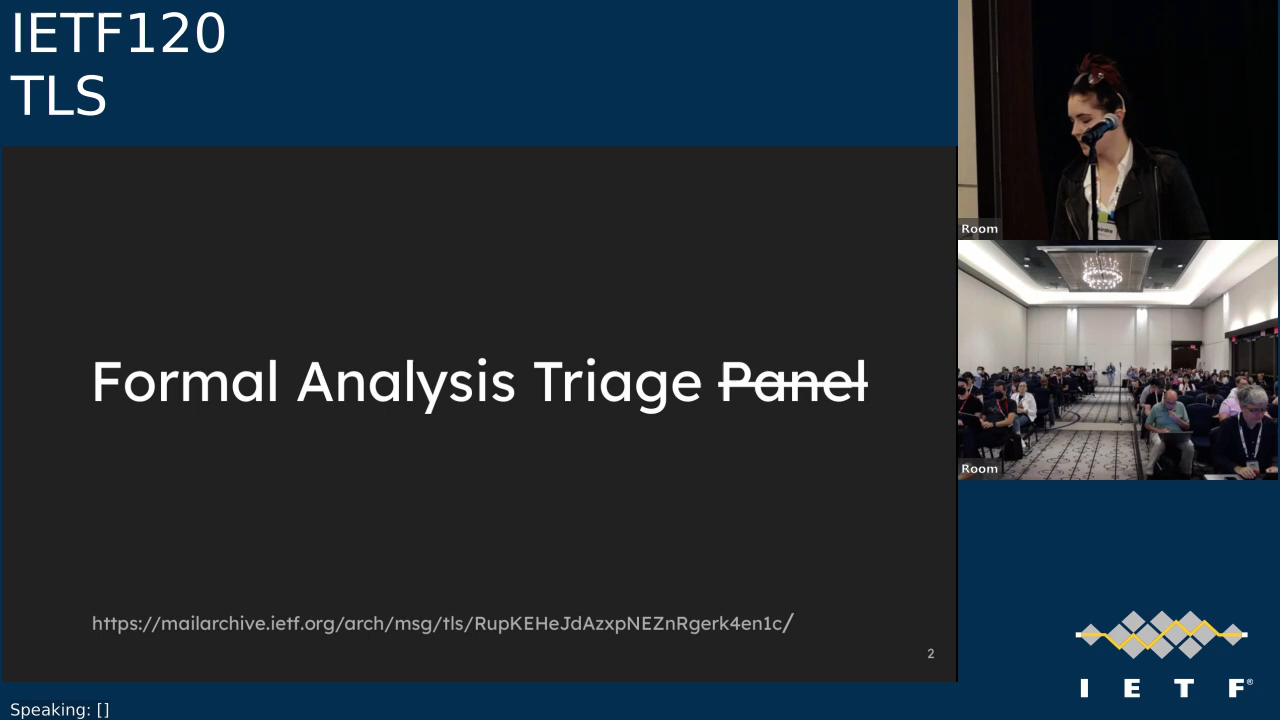 IETF120
TLS
Room
Formal Analysis Triage Panel
Room
https://mailarchive.ietf.org/arch/msg/tls/RupKEHeJdAzxpNEZnRgerk4en1c/
2
I E T F®
Speaking: []